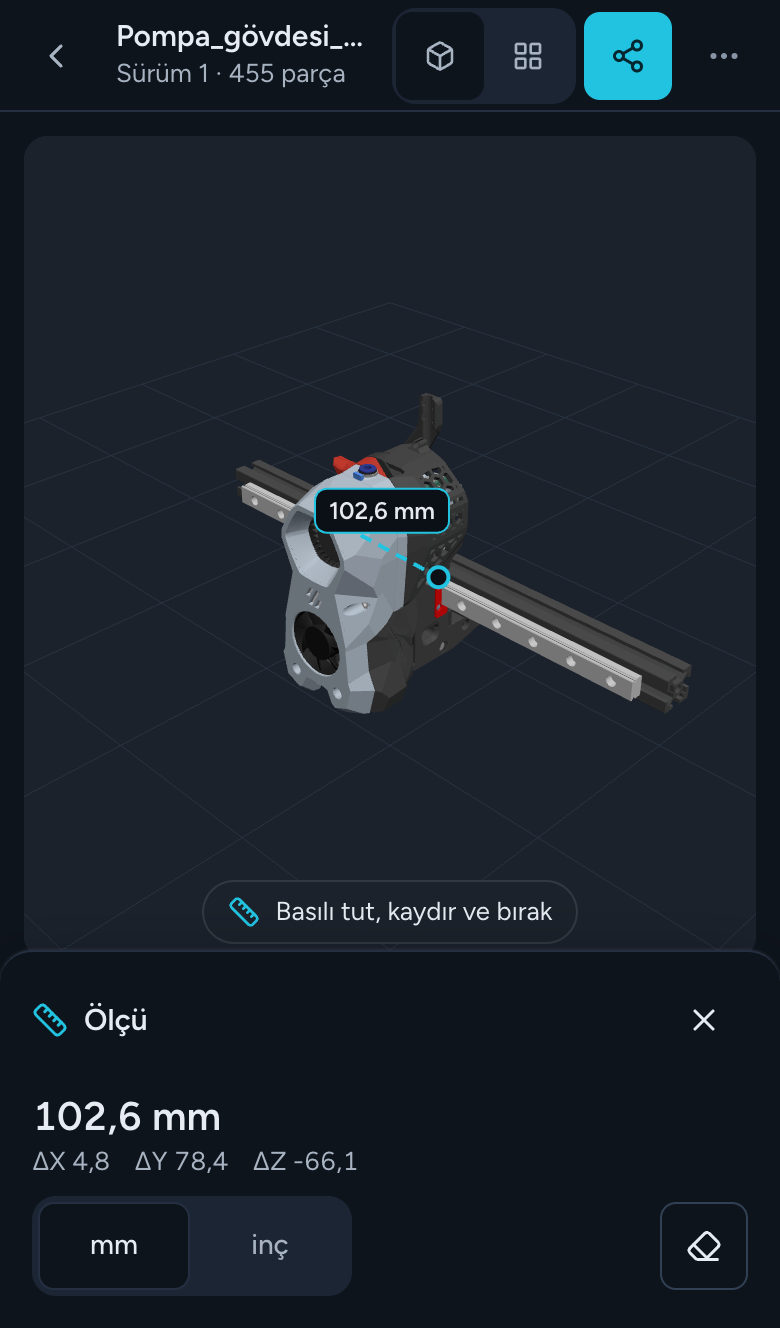 Pompa_gövdesi_...
Sürüm 1 · 455 parça
102,6 mm
Basılı tut, kaydır ve bırak
Ölçü
102,6 mm
ΔX 4,8 ΔY 78,4 ΔZ -66,1
mm
inç